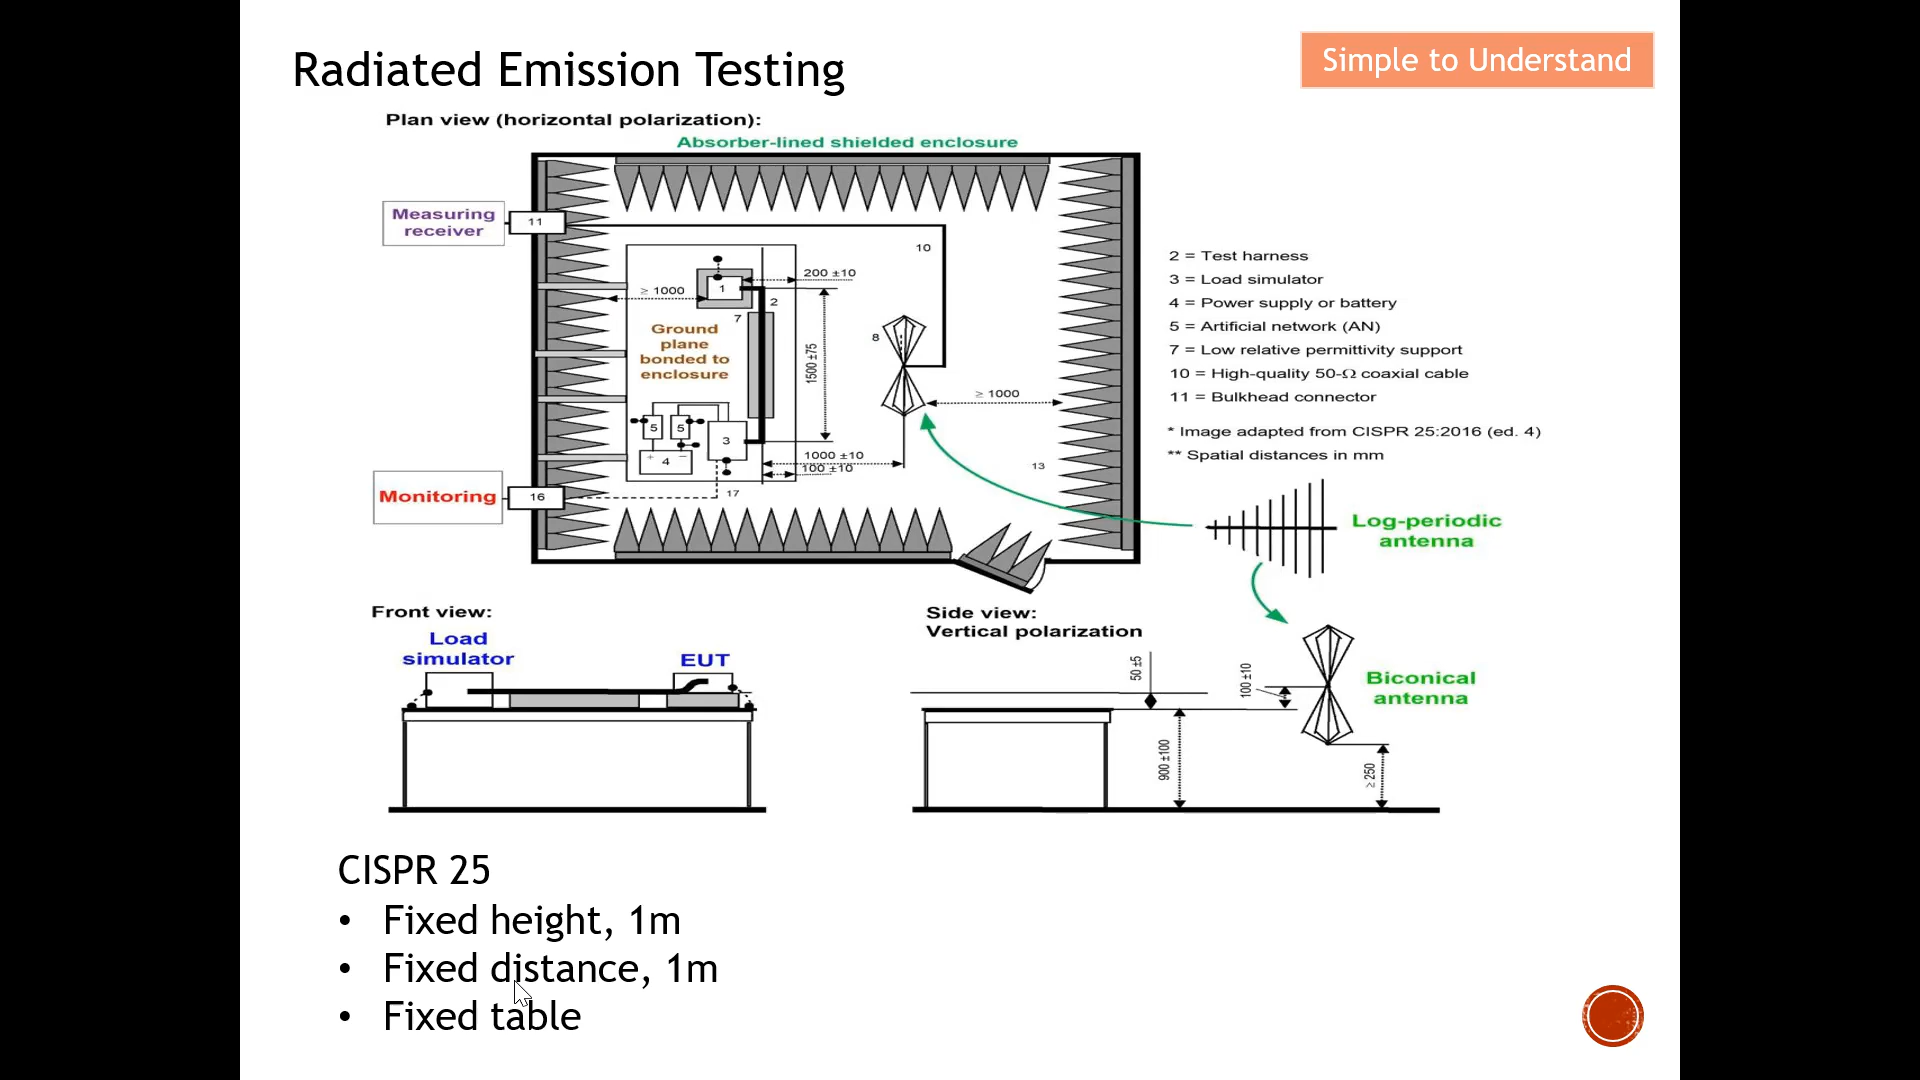 Radiated Emission Testing
Simple to Understand
Plan view (horizontal polarization):
Absorber-lined shielded enclosure
Measuring
receiver
11
10
200 ±10
≥ 1000
1
2
7
Ground
plane
bonded to
enclosure
1500 ±75
8
≥ 1000
5
5
3
+
−
4
1000 ±10
100 ±10
13
Monitoring
16
17
2 = Test harness
3 = Load simulator
4 = Power supply or battery
5 = Artificial network (AN)
7 = Low relative permittivity support
10 = High-quality 50-Ω coaxial cable
11 = Bulkhead connector
* Image adapted from CISPR 25:2016 (ed. 4)
** Spatial distances in mm
Log-periodic
antenna
Front view:
Load
simulator
EUT
Side view:
Vertical polarization
50 ±5
100 ±10
Biconical
antenna
900 ±100
≥ 250
CISPR 25
• Fixed height, 1m
• Fixed distance, 1m
• Fixed table